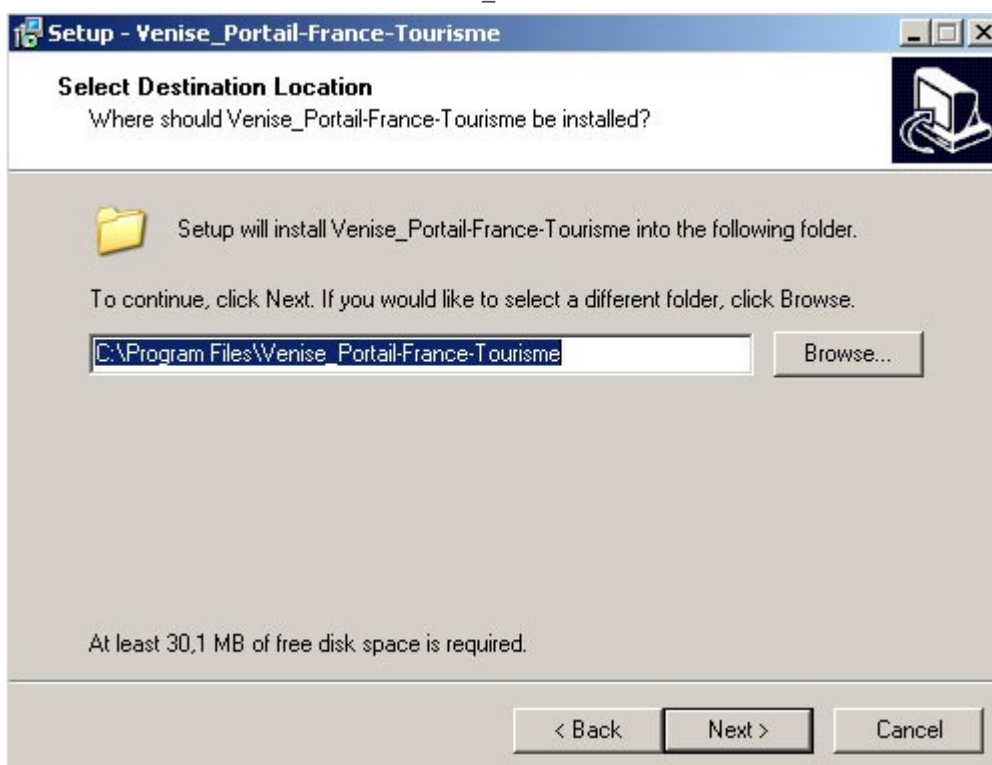 Setup - Venise_Portail-France-Tourisme
Select Destination Location
Where should Venise_Portail-France-Tourisme be installed?
Setup will install Venise_Portail-France-Tourisme into the following folder.
To continue, click Next. If you would like to select a different folder, click Browse.
C:\Program Files\Venise_Portail-France-Tourisme
Browse...
At least 30,1 MB of free disk space is required.
< Back
Next >
Cancel